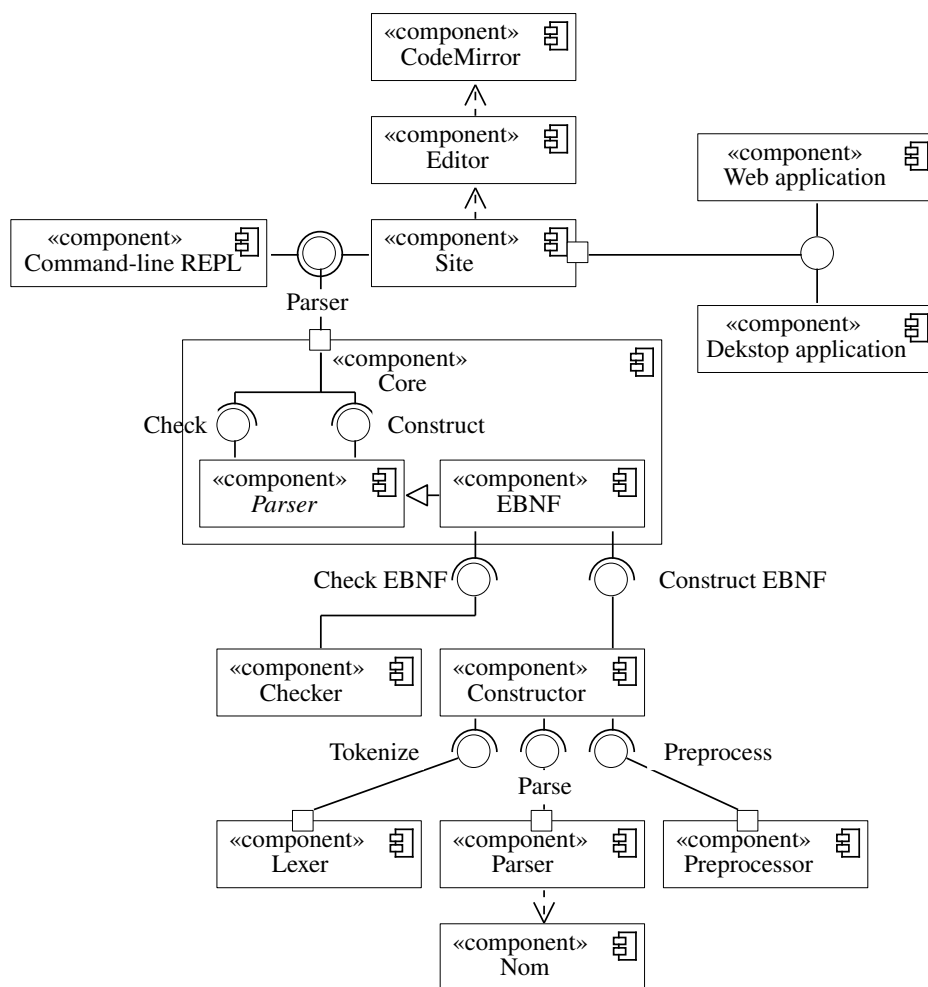 «component»
CodeMirror
«component»
Editor
«component»
Web application
«component»
Command-line REPL
«component»
Site
Parser
«component»
Dekstop application
«component»
Core
Check
Construct
«component»
Parser
«component»
EBNF
Check EBNF
Construct EBNF
«component»
Checker
«component»
Constructor
Tokenize
Preprocess
Parse
«component»
Lexer
«component»
Parser
«component»
Preprocessor
«component»
Nom